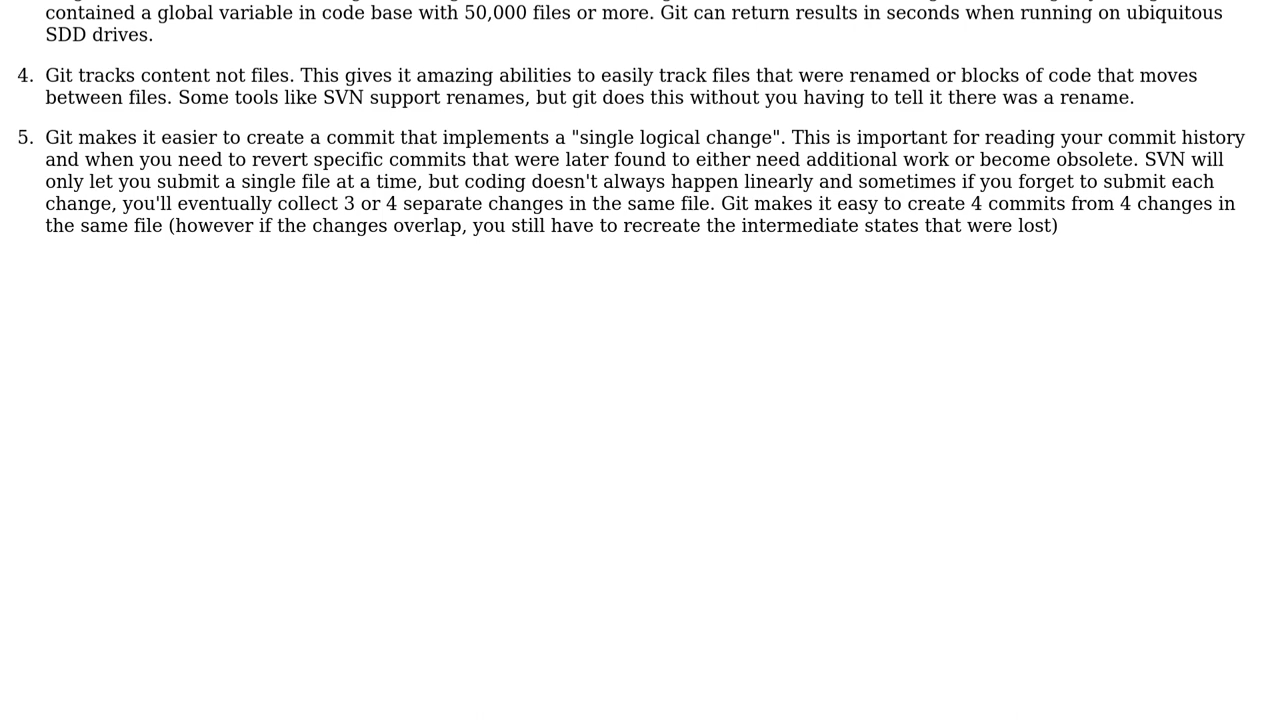 contained a global variable in code base with 50,000 files or more. Git can return results in seconds when running on ubiquitous
SDD drives.
4. Git tracks content not files. This gives it amazing abilities to easily track files that were renamed or blocks of code that moves
between files. Some tools like SVN support renames, but git does this without you having to tell it there was a rename.
5. Git makes it easier to create a commit that implements a "single logical change". This is important for reading your commit history
and when you need to revert specific commits that were later found to either need additional work or become obsolete. SVN will
only let you submit a single file at a time, but coding doesn't always happen linearly and sometimes if you forget to submit each
change, you'll eventually collect 3 or 4 separate changes in the same file. Git makes it easy to create 4 commits from 4 changes in
the same file (however if the changes overlap, you still have to recreate the intermediate states that were lost)